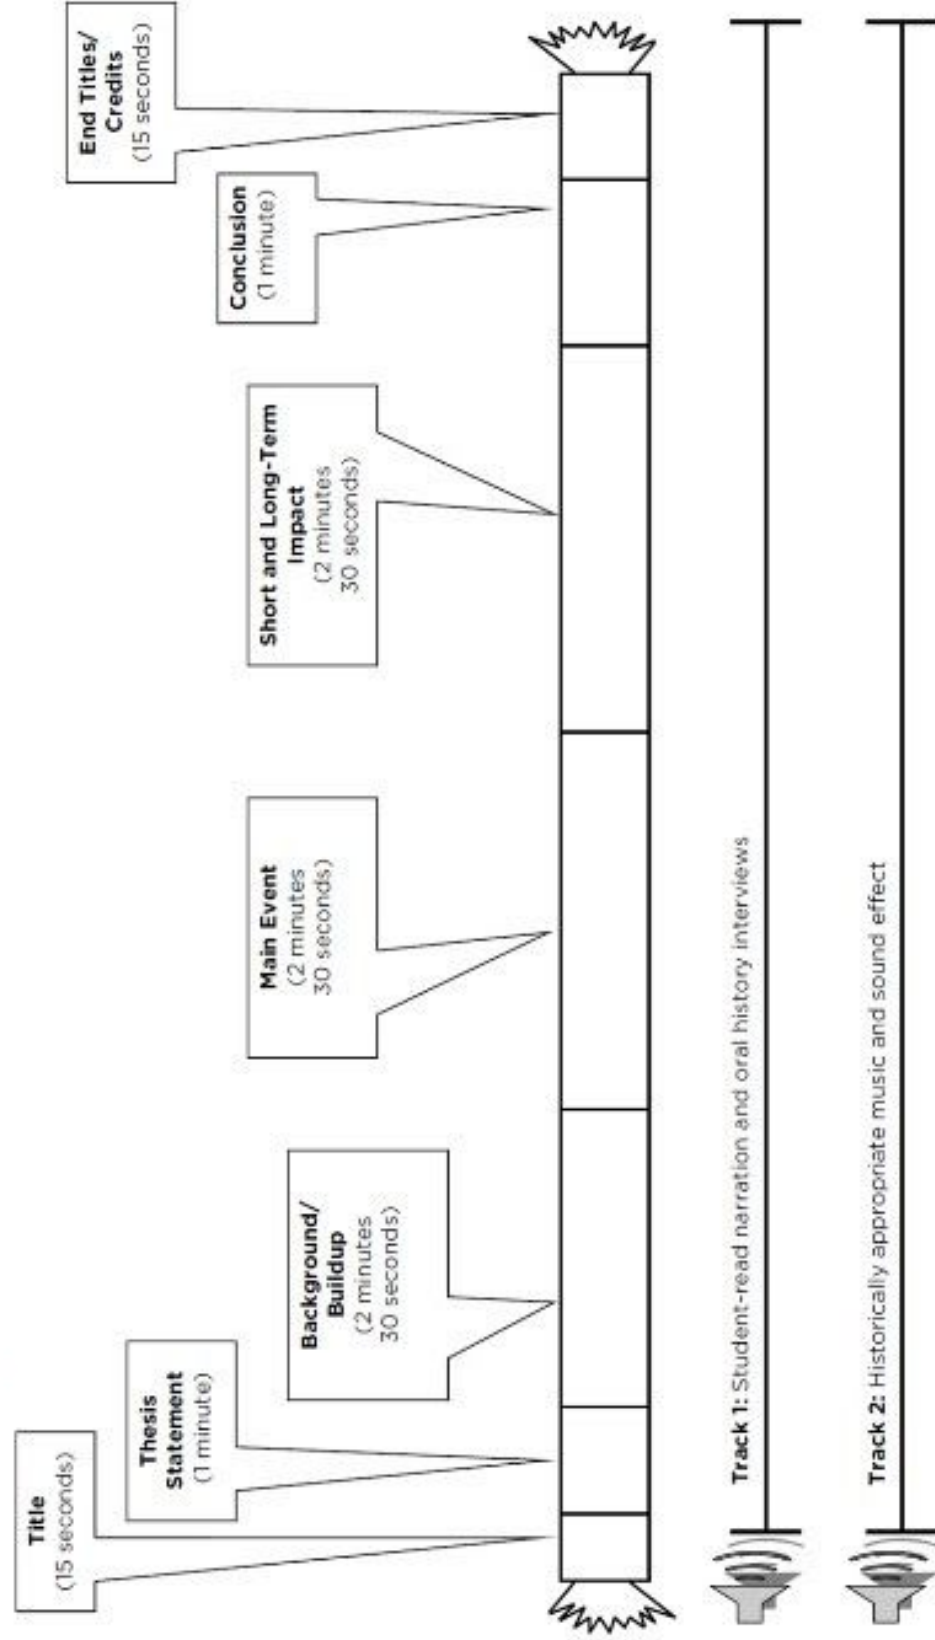 Title
(15 seconds)
Thesis
Statement
(1 minute)
Background/
Buildup
(2 minutes
30 seconds)
Main Event
(2 minutes
30 seconds)
Short and Long-Term
Impact
(2 minutes
30 seconds)
Conclusion
(1 minute)
End Titles/
Credits
(15 seconds)
Track 1: Student-read narration and oral history interviews
Track 2: Historically appropriate music and sound effect